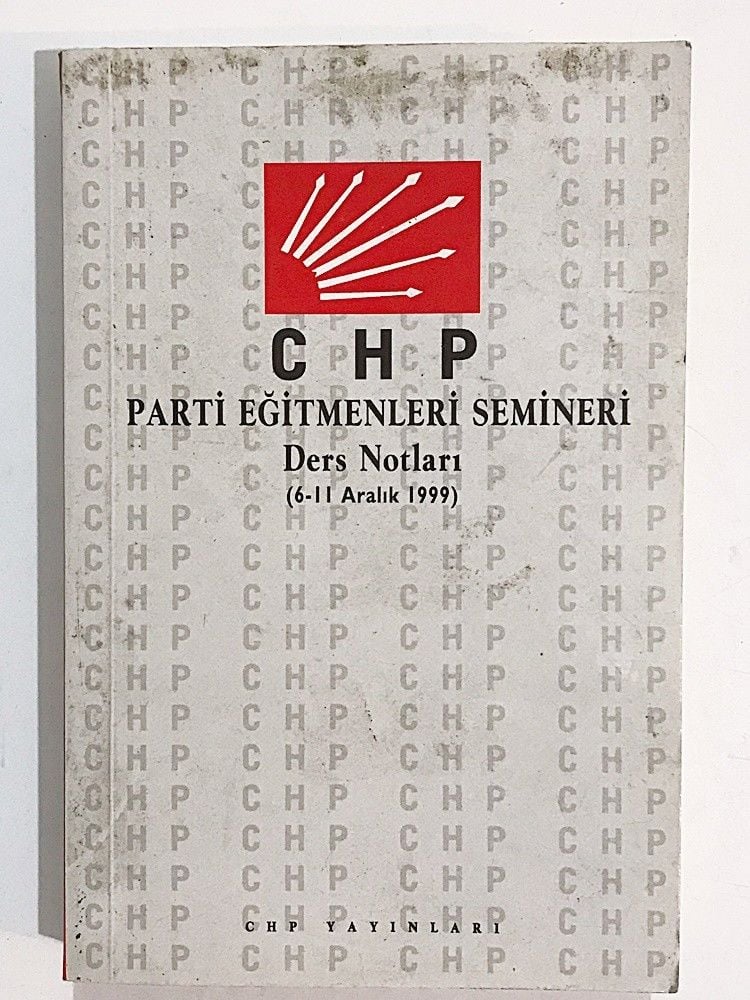 CHP
PARTİ EĞİTMENLERİ SEMİNERİ
Ders Notları
(6-11 Aralık 1999)
CHP YAYINLARI